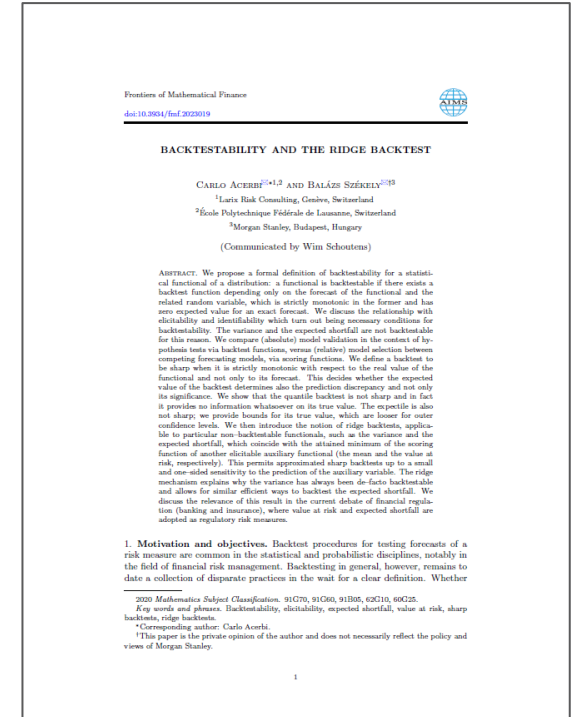 Frontiers of Mathematical Finance
AIMS
doi:10.3934/fmf.2023019
BACKTESTABILITY AND THE RIDGE BACKTEST
Carlo Acerbi✉*1,2 and Balázs Székely✉†3
1Larix Risk Consulting, Genève, Switzerland
2École Polytechnique Fédérale de Lausanne, Switzerland
3Morgan Stanley, Budapest, Hungary
(Communicated by Wim Schoutens)
Abstract. We propose a formal definition of backtestability for a statisti-
cal functional of a distribution: a functional is backtestable if there exists a
backtest function depending only on the forecast of the functional and the
related random variable, which is strictly monotonic in the former and has
zero expected value for an exact forecast. We discuss the relationship with
elicitability and identifiability which turn out being necessary conditions for
backtestability. The variance and the expected shortfall are not backtestable
for this reason. We compare (absolute) model validation in the context of hy-
pothesis tests via backtest functions, versus (relative) model selection between
competing forecasting models, via scoring functions. We define a backtest to
be sharp when it is strictly monotonic with respect to the real value of the
functional and not only to its forecast. This decides whether the expected
value of the backtest determines also the prediction discrepancy and not only
its significance. We show that the quantile backtest is not sharp and in fact
it provides no information whatsoever on its true value. The expectile is also
not sharp; we provide bounds for its true value, which are looser for outer
confidence levels. We then introduce the notion of ridge backtests, applica-
ble to particular non-backtestable functionals, such as the variance and the
expected shortfall, which coincide with the attained minimum of the scoring
function of another elicitable auxiliary functional (the mean and the value at
risk, respectively). This permits approximated sharp backtests up to a small
and one-sided sensitivity to the prediction of the auxiliary variable. The ridge
mechanism explains why the variance has always been de-facto backtestable
and allows for similar efficient ways to backtest the expected shortfall. We
discuss the relevance of this result in the current debate of financial regula-
tion (banking and insurance), where value at risk and expected shortfall are
adopted as regulatory risk measures.
1. Motivation and objectives. Backtest procedures for testing forecasts of a
risk measure are common in the statistical and probabilistic disciplines, notably in
the field of financial risk management. Backtesting in general, however, remains to
date a collection of disparate practices in the wait for a clear definition. Whether
2020 Mathematics Subject Classification. 91G70, 91G60, 91B05, 62G10, 60G25.
Key words and phrases. Backtestability, elicitability, expected shortfall, value at risk, sharp
backtests, ridge backtests.
*Corresponding author: Carlo Acerbi.
†This paper is the private opinion of the author and does not necessarily reflect the policy and
views of Morgan Stanley.
1